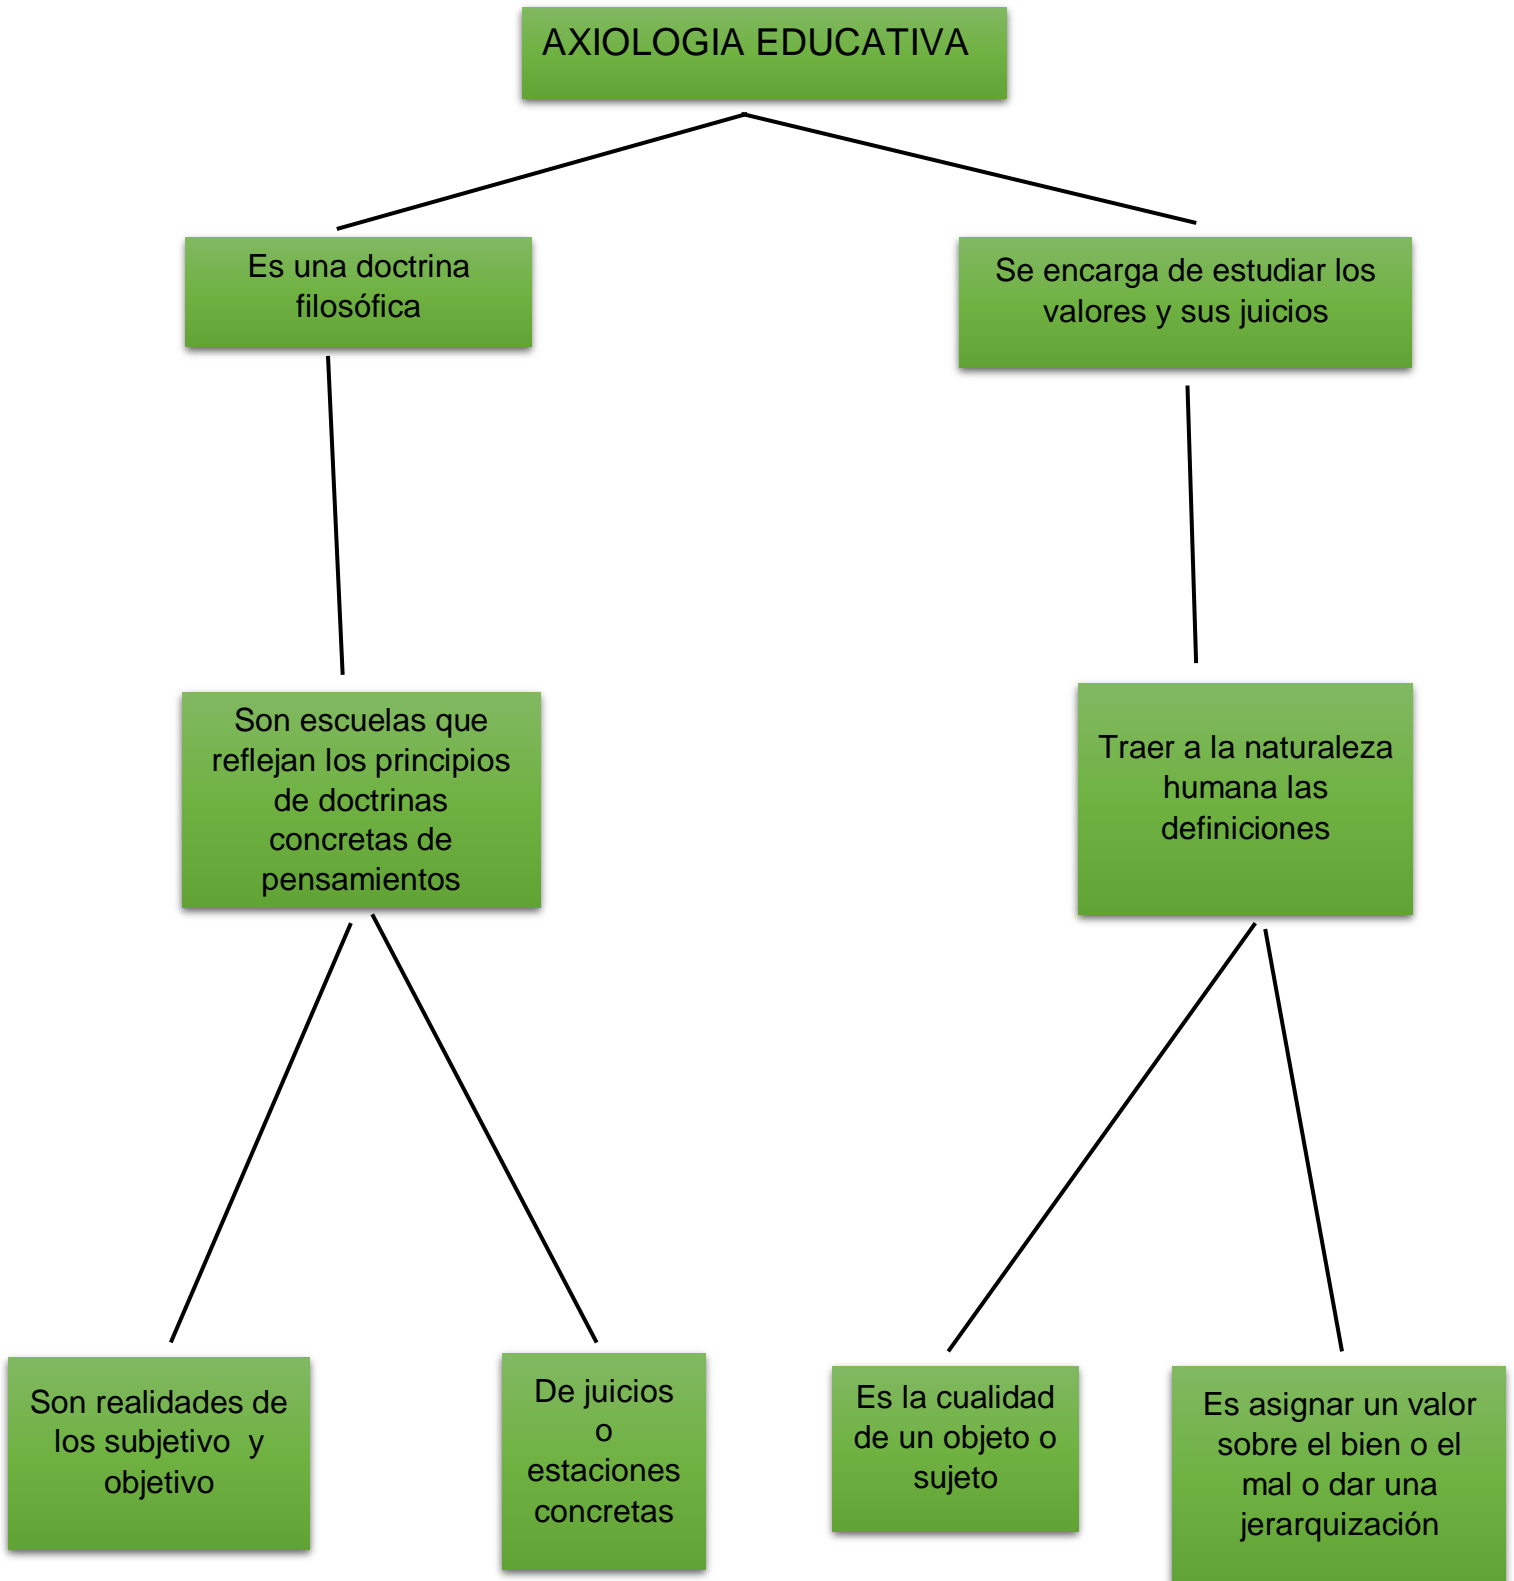 AXIOLOGIA EDUCATIVA
Es una doctrina
filosófica
Se encarga de estudiar los
valores y sus juicios
Son escuelas que
reflejan los principios
de doctrinas
concretas de
pensamientos
Traer a la naturaleza
humana las
definiciones
Son realidades de
los subjetivo y
objetivo
De juicios
o
estaciones
concretas
Es la cualidad
de un objeto o
sujeto
Es asignar un valor
sobre el bien o el
mal o dar una
jerarquización